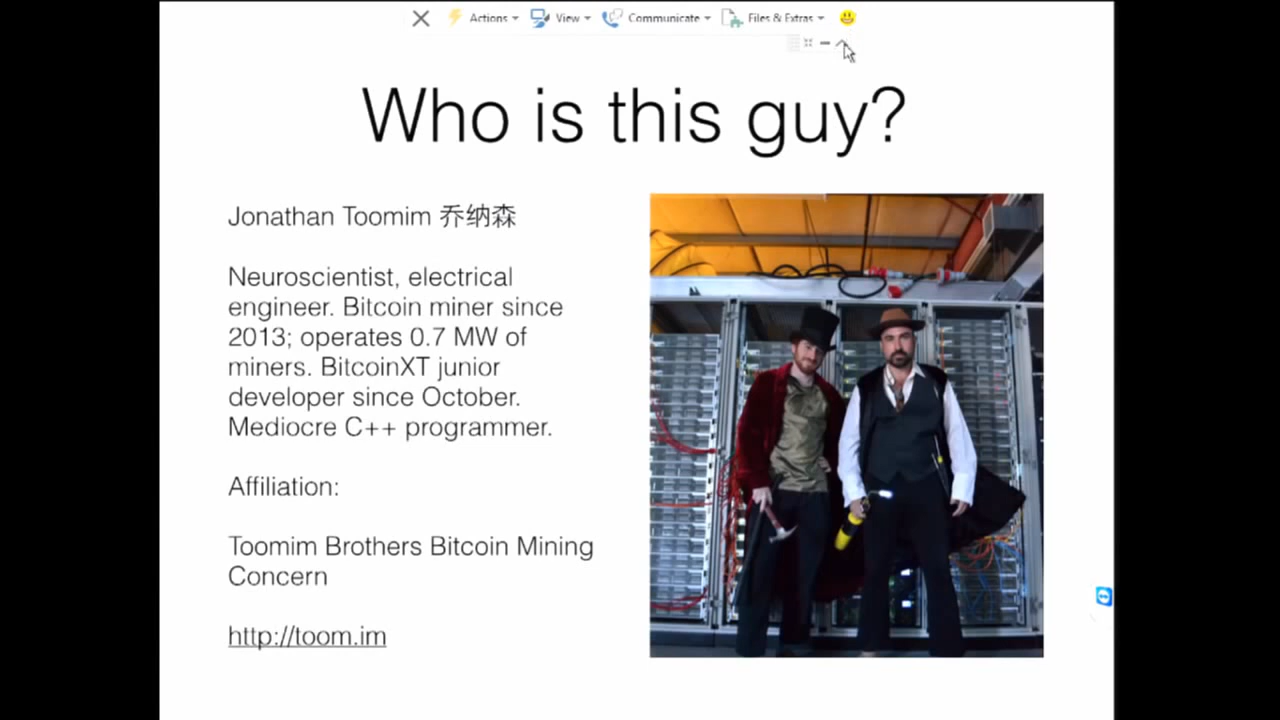 Actions View Communicate Files & Extras
Who is this guy?
Jonathan Toomim 乔纳森
Neuroscientist, electrical
engineer. Bitcoin miner since
2013; operates 0.7 MW of
miners. BitcoinXT junior
developer since October.
Mediocre C++ programmer.
Affiliation:
Toomim Brothers Bitcoin Mining
Concern
http://toom.im